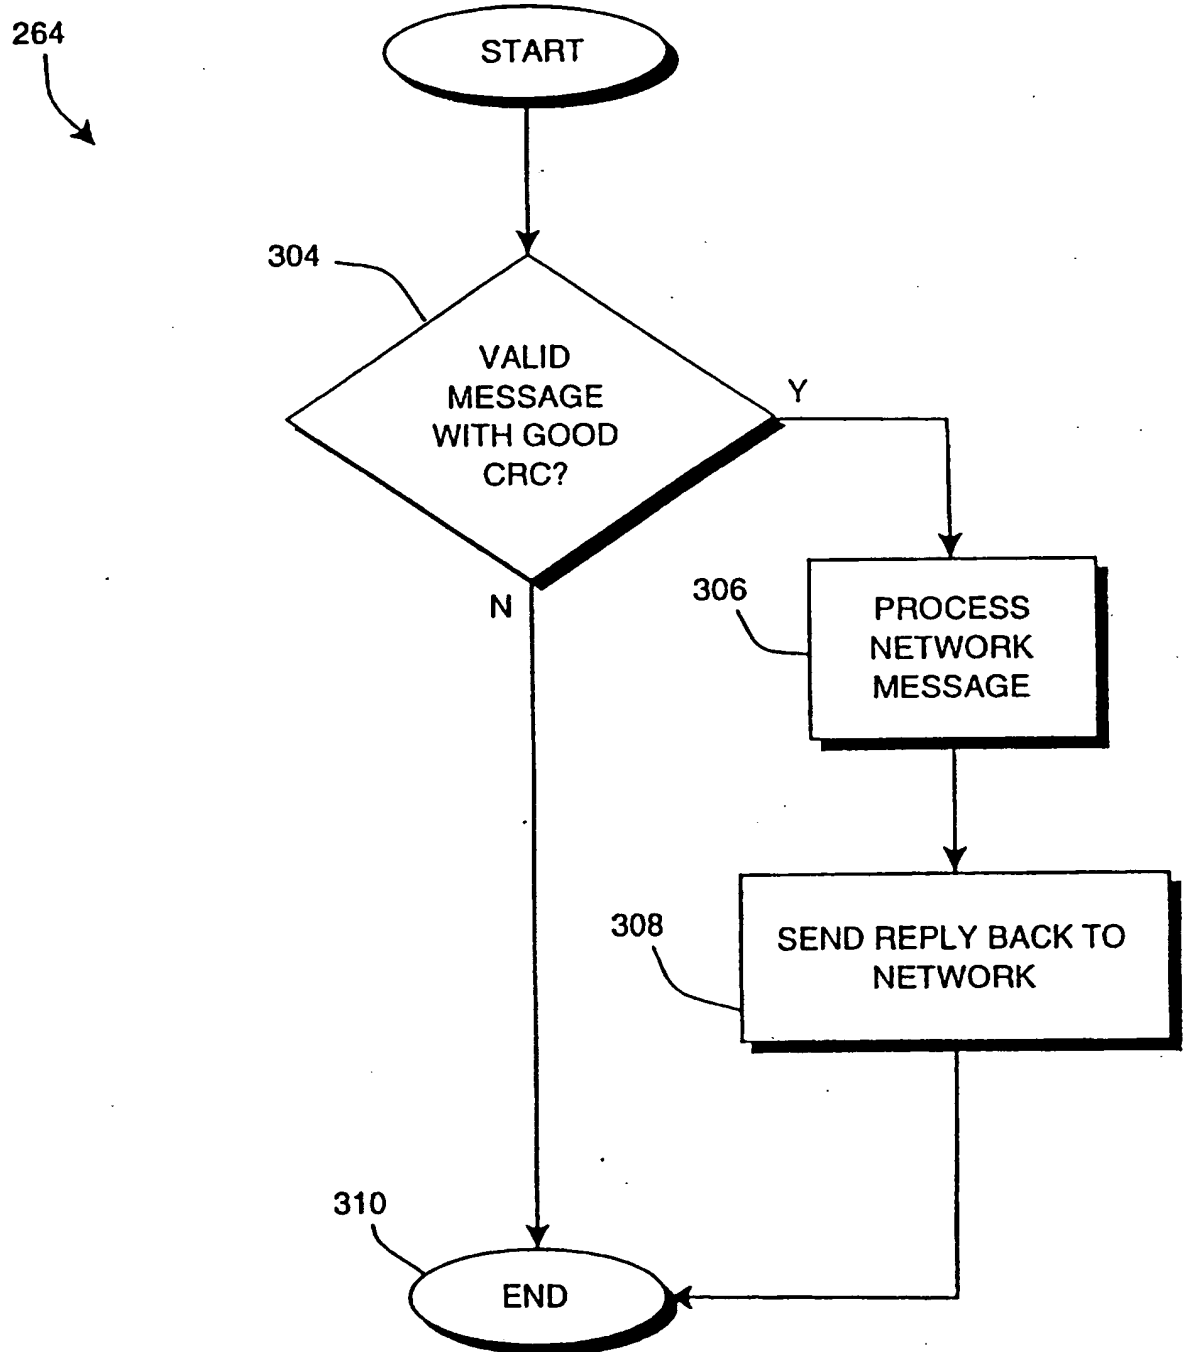 264
START
304
VALID
MESSAGE
WITH GOOD
CRC?
Y
N
306
PROCESS
NETWORK
MESSAGE
308
SEND REPLY BACK TO
NETWORK
310
END